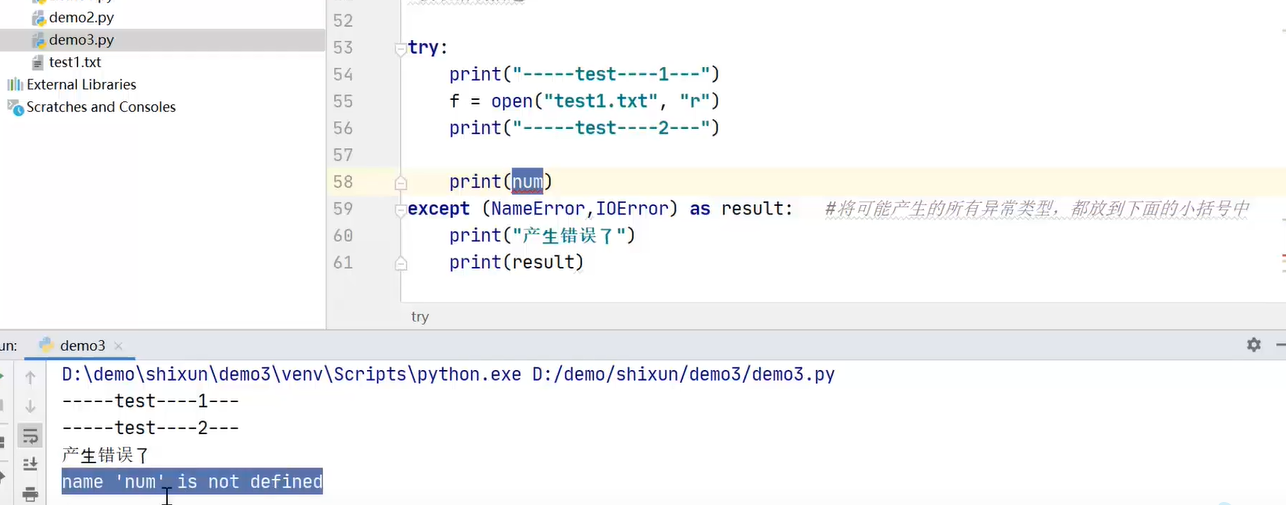 demo2.py
demo3.py
test1.txt
External Libraries
Scratches and Consoles
52
53 try:
54 print("-----test----1---")
55 f = open("test1.txt", "r")
56 print("-----test----2---")
57
58 print(num)
59 except (NameError,IOError) as result: #将可能产生的所有异常类型，都放到下面的小括号中
60 print("产生错误了")
61 print(result)
try
un: demo3
D:\demo\shixun\demo3\venv\Scripts\python.exe D:/demo/shixun/demo3/demo3.py
-----test----1---
-----test----2---
产生错误了
name 'num' is not defined